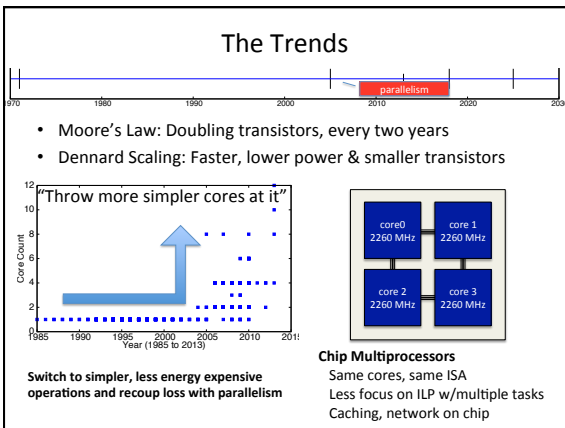 The Trends
parallelism
1970 1980 1990 2000 2010 2020 2030
• Moore's Law: Doubling transistors, every two years
• Dennard Scaling: Faster, lower power & smaller transistors
"Throw more simpler cores at it"
Core Count
12
10
8
6
4
2
0
1985 1990 1995 2000 2005 2010 2015
Year (1985 to 2013)
core0
2260 MHz
core 1
2260 MHz
core 2
2260 MHz
core 3
2260 MHz
Switch to simpler, less energy expensive
operations and recoup loss with parallelism
Chip Multiprocessors
Same cores, same ISA
Less focus on ILP w/multiple tasks
Caching, network on chip